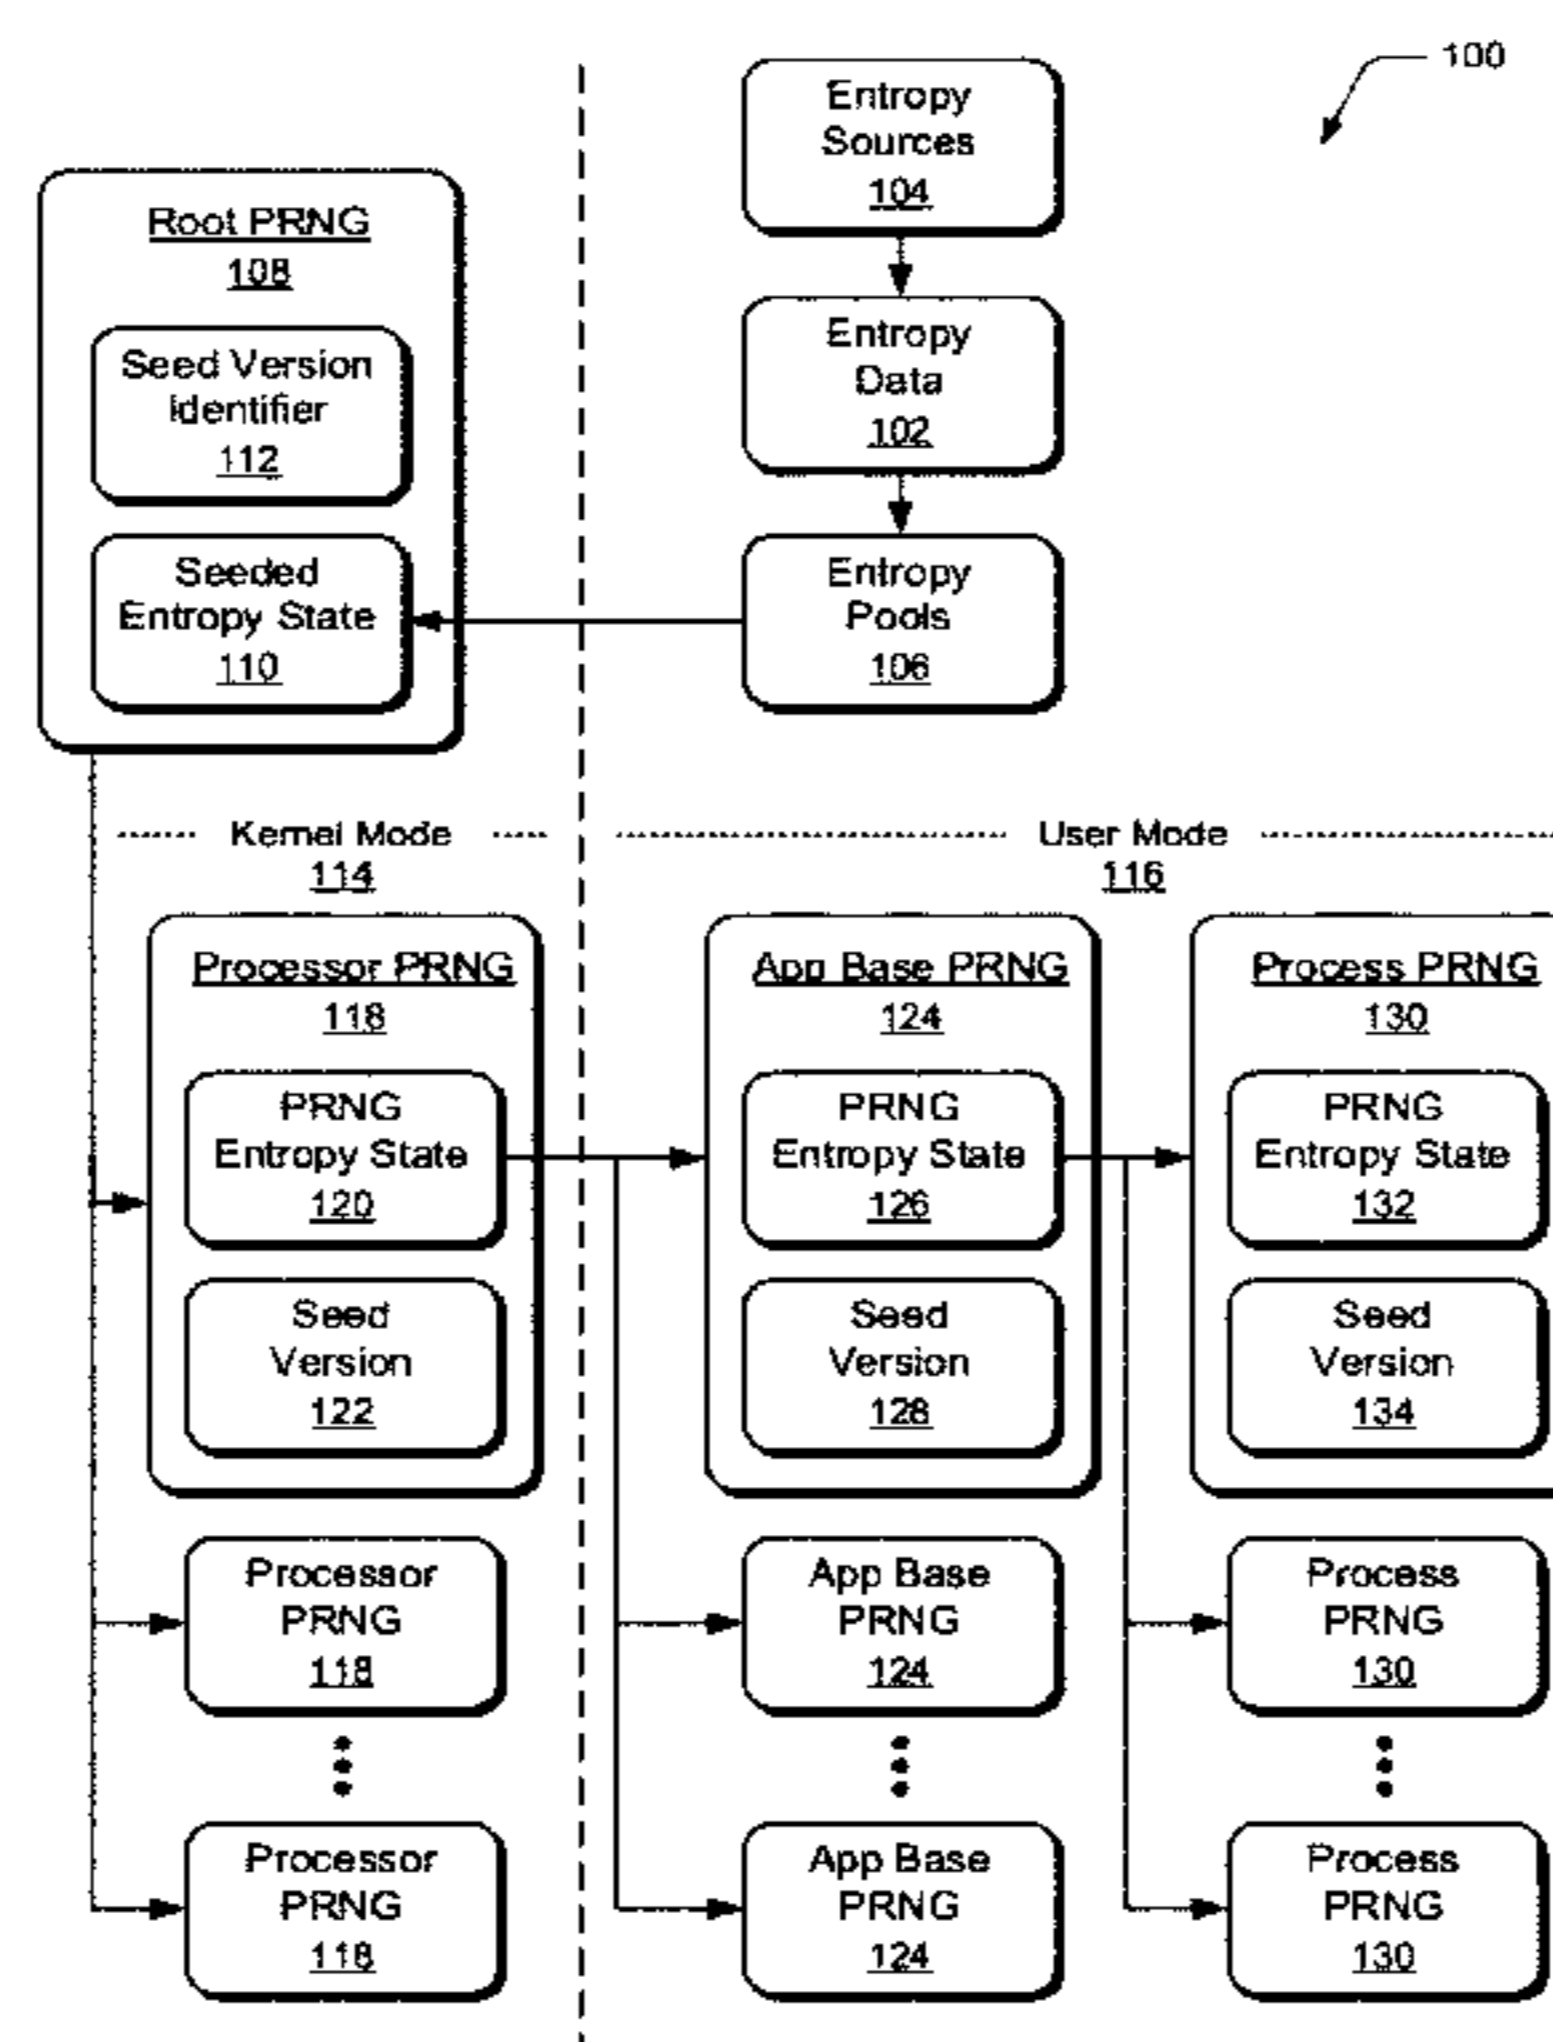 100
Entropy
Sources
104
Root PRNG
108
Entropy
Data
102
Seed Version
Identifier
112
Seeded
Entropy State
110
Entropy
Pools
106
Kernel Mode
114
User Mode
116
Processor PRNG
118
PRNG
Entropy State
120
Seed
Version
122
App Base PRNG
124
PRNG
Entropy State
126
Seed
Version
128
Process PRNG
130
PRNG
Entropy State
132
Seed
Version
134
Processor
PRNG
118
App Base
PRNG
124
Process
PRNG
130
Processor
PRNG
118
App Base
PRNG
124
Process
PRNG
130